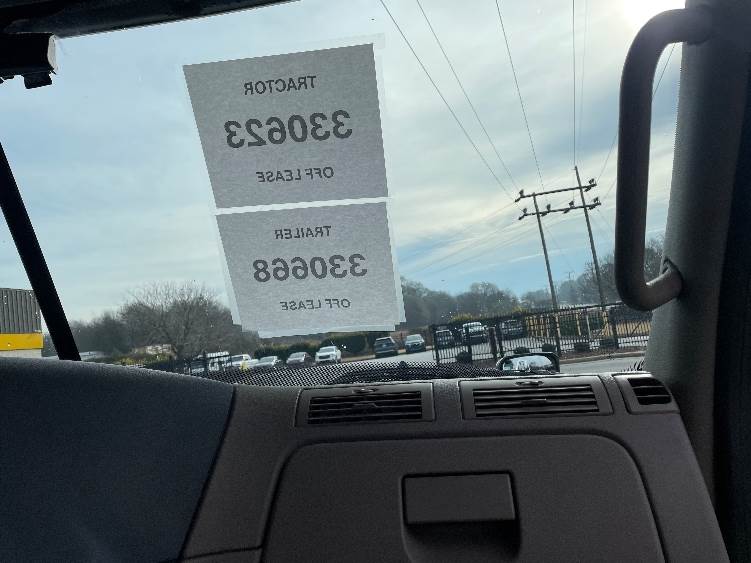 TRACTOR
330623
OFF LEASE
TRAILER
330668
OFF LEASE